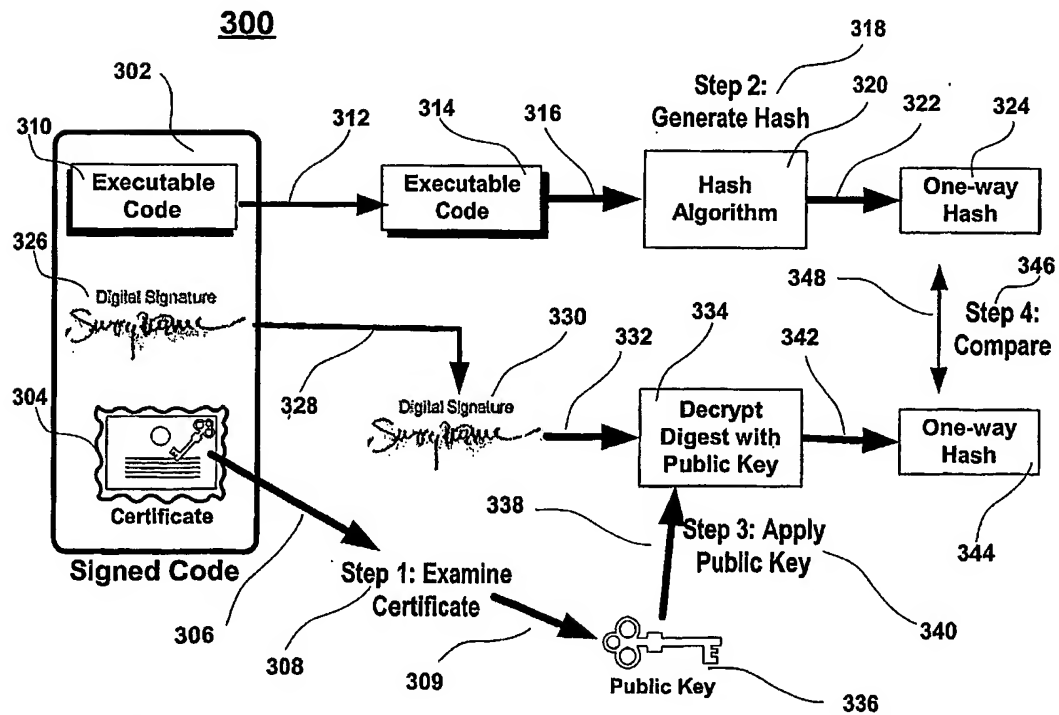 300
302
318
310
312
314
316
Step 2:
Generate Hash
320
322
324
Executable
Code
Executable
Code
Hash
Algorithm
One-way
Hash
326
Digital Signature
348
346
Step 4:
Compare
328
330
332
334
342
304
Digital Signature
Decrypt
Digest with
Public Key
One-way
Hash
Certificate
Signed Code
338
Step 3: Apply
Public Key
344
306
Step 1: Examine
Certificate
308
309
340
Public Key
336